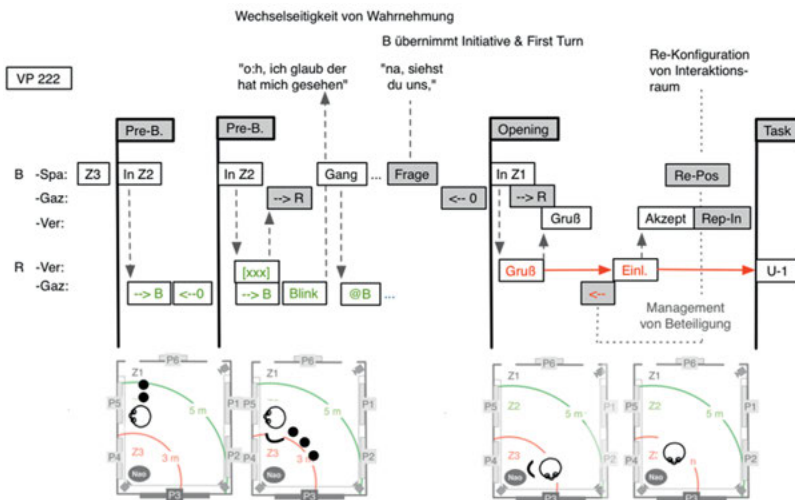 Wechselseitigkeit von Wahrnehmung
B übernimmt Initiative & First Turn
VP 222
"o:h, ich glaub der
hat mich gesehen"
"na, siehst
du uns,"
Re-Konfiguration
von Interaktions-
raum
Pre-B.
Pre-B.
Opening
Task
B -Spa: Z3 In Z2 In Z2 Gang ... Frage In Z1 Re-Pos
-Gaz: --> R <-- 0 --> R
-Ver: Gruß Akzept Rep-In
R -Ver: [xxx] Gruß Einl. U-1
-Gaz: --> B <--0 --> B Blink @B ... <--
Management
von Beteiligung
P6 P6 P6 P6
Z1 Z1 Z1 Z1
P5 5 m P1 P5 5 m P1 P5 Z2 5 m P1 P5 Z2 5 m P1
P4 Z3 3 m P2 P4 Z3 3 m P2 P4 Z3 P2 P4 P2
Nao Nao Nao Nao
P3 P3 P3 P3